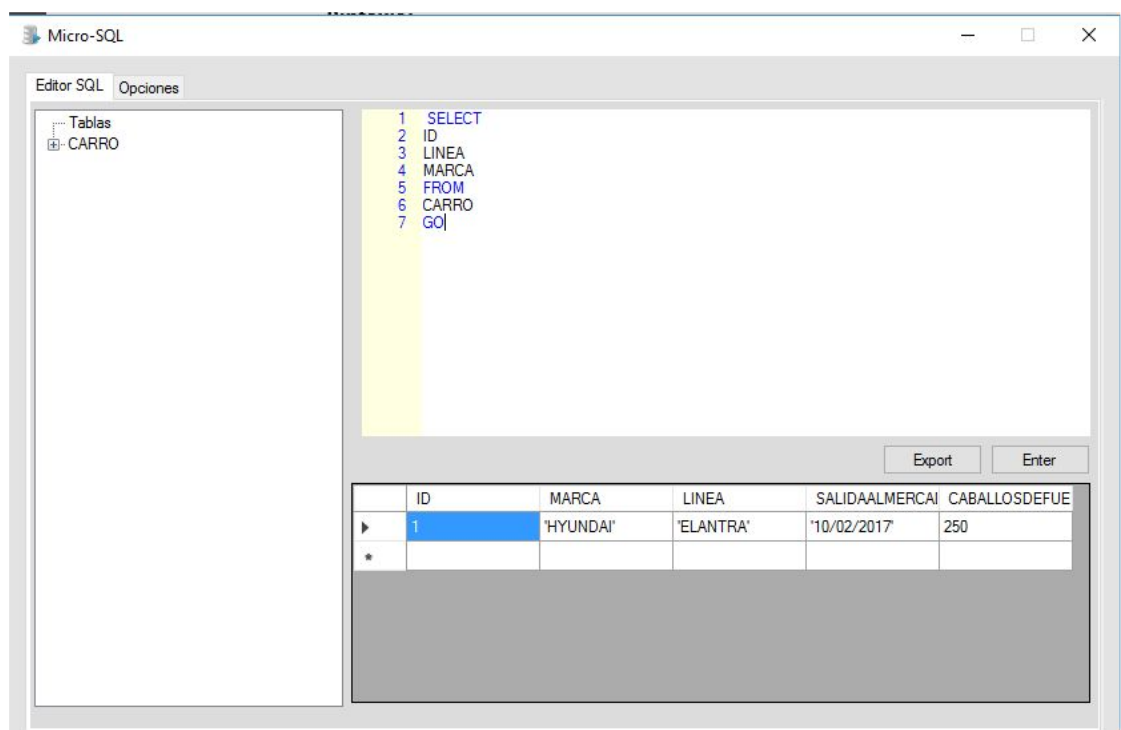 Micro-SQL
Editor SQL Opciones
Tablas
CARRO
1 SELECT
2 ID
3 LINEA
4 MARCA
5 FROM
6 CARRO
7 GO
Export Enter
ID MARCA LINEA SALIDAALMERCAI CABALLOSDEFUE
1 'HYUNDAI' 'ELANTRA' '10/02/2017' 250